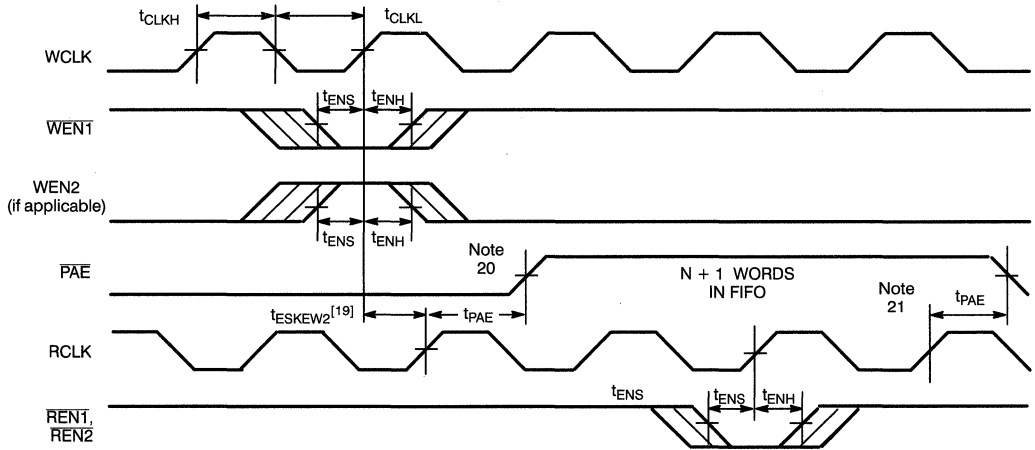 tCLKH
tCLKL
WCLK
tENS
tENH
WEN1
WEN2
(if applicable)
tENS
tENH
PAE
Note
20
N + 1 WORDS
IN FIFO
Note
21
tESKEW2[19]
tPAE
tPAE
RCLK
tENS
tENS
tENH
REN1,
REN2